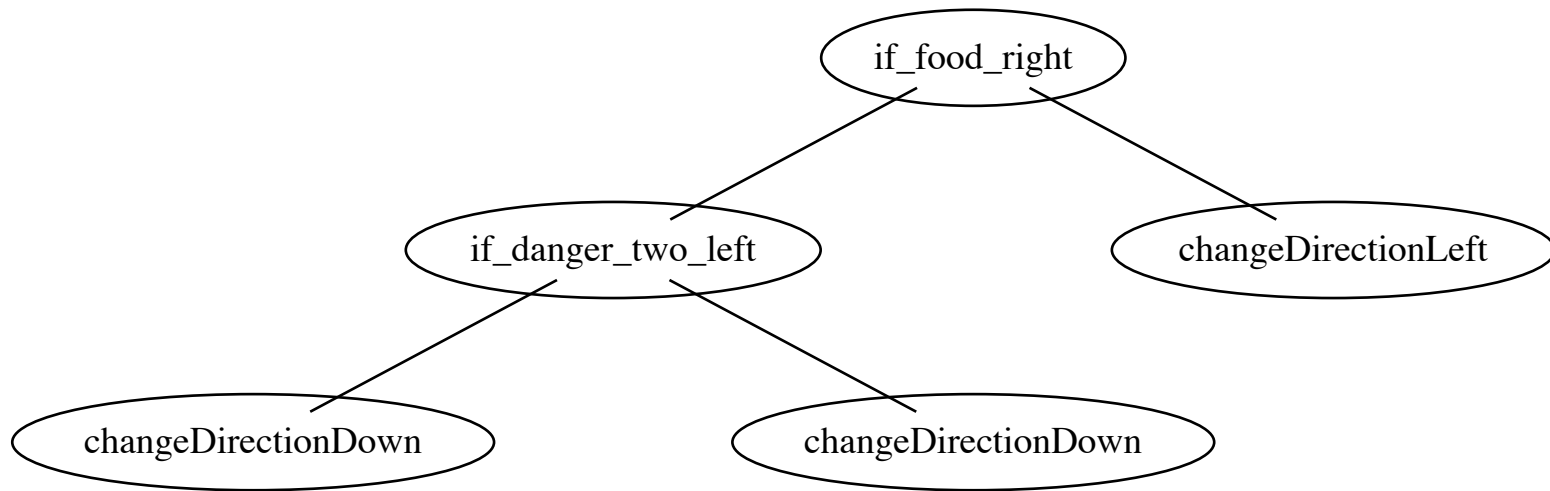 if_food_right
if_danger_two_left
changeDirectionLeft
changeDirectionDown
changeDirectionDown